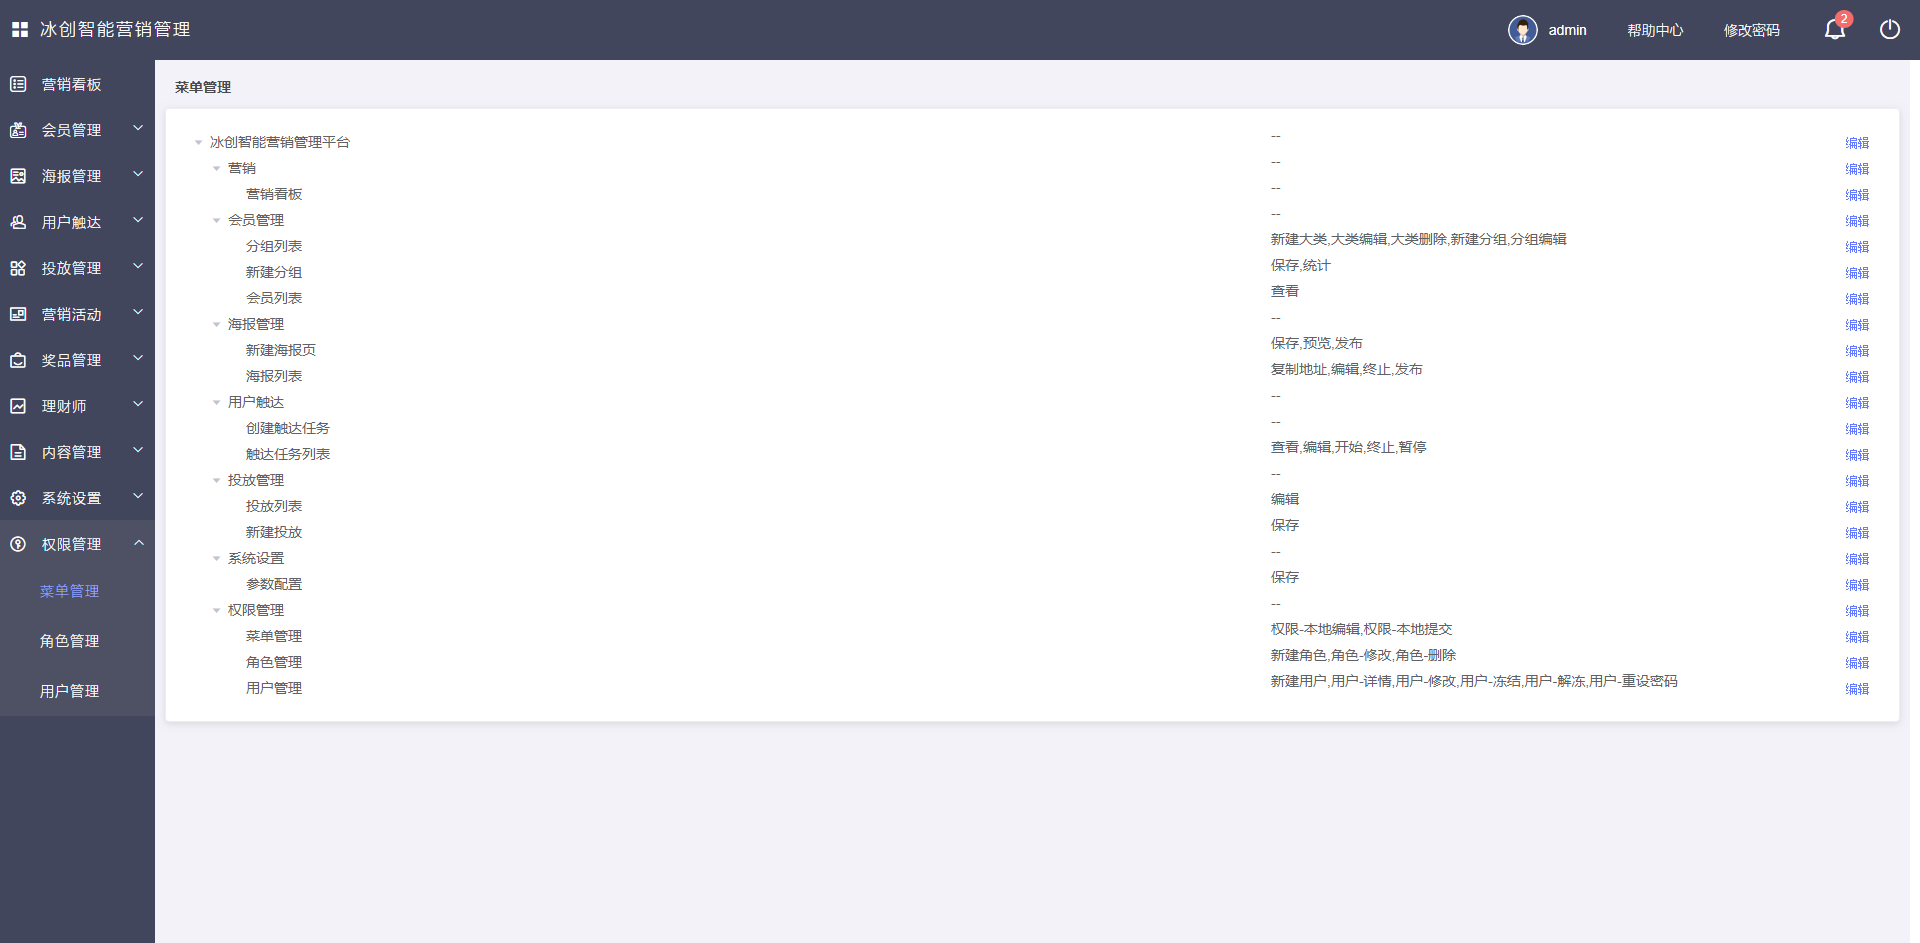 冰创智能营销管理
admin 帮助中心 修改密码 2
营销看板
会员管理
海报管理
用户触达
投放管理
营销活动
奖品管理
理财师
内容管理
系统设置
权限管理
菜单管理
角色管理
用户管理
菜单管理
冰创智能营销管理平台 -- 编辑
营销 -- 编辑
营销看板 -- 编辑
会员管理 -- 编辑
分组列表 新建大类,大类编辑,大类删除,新建分组,分组编辑 编辑
新建分组 保存,统计 编辑
会员列表 查看 编辑
海报管理 -- 编辑
新建海报页 保存,预览,发布 编辑
海报列表 复制地址,编辑,终止,发布 编辑
用户触达 -- 编辑
创建触达任务 -- 编辑
触达任务列表 查看,编辑,开始,终止,暂停 编辑
投放管理 -- 编辑
投放列表 编辑 编辑
新建投放 保存 编辑
系统设置 -- 编辑
参数配置 保存 编辑
权限管理 -- 编辑
菜单管理 权限-本地编辑,权限-本地提交 编辑
角色管理 新建角色,角色-修改,角色-删除 编辑
用户管理 新建用户,用户-详情,用户-修改,用户-冻结,用户-解冻,用户-重设密码 编辑